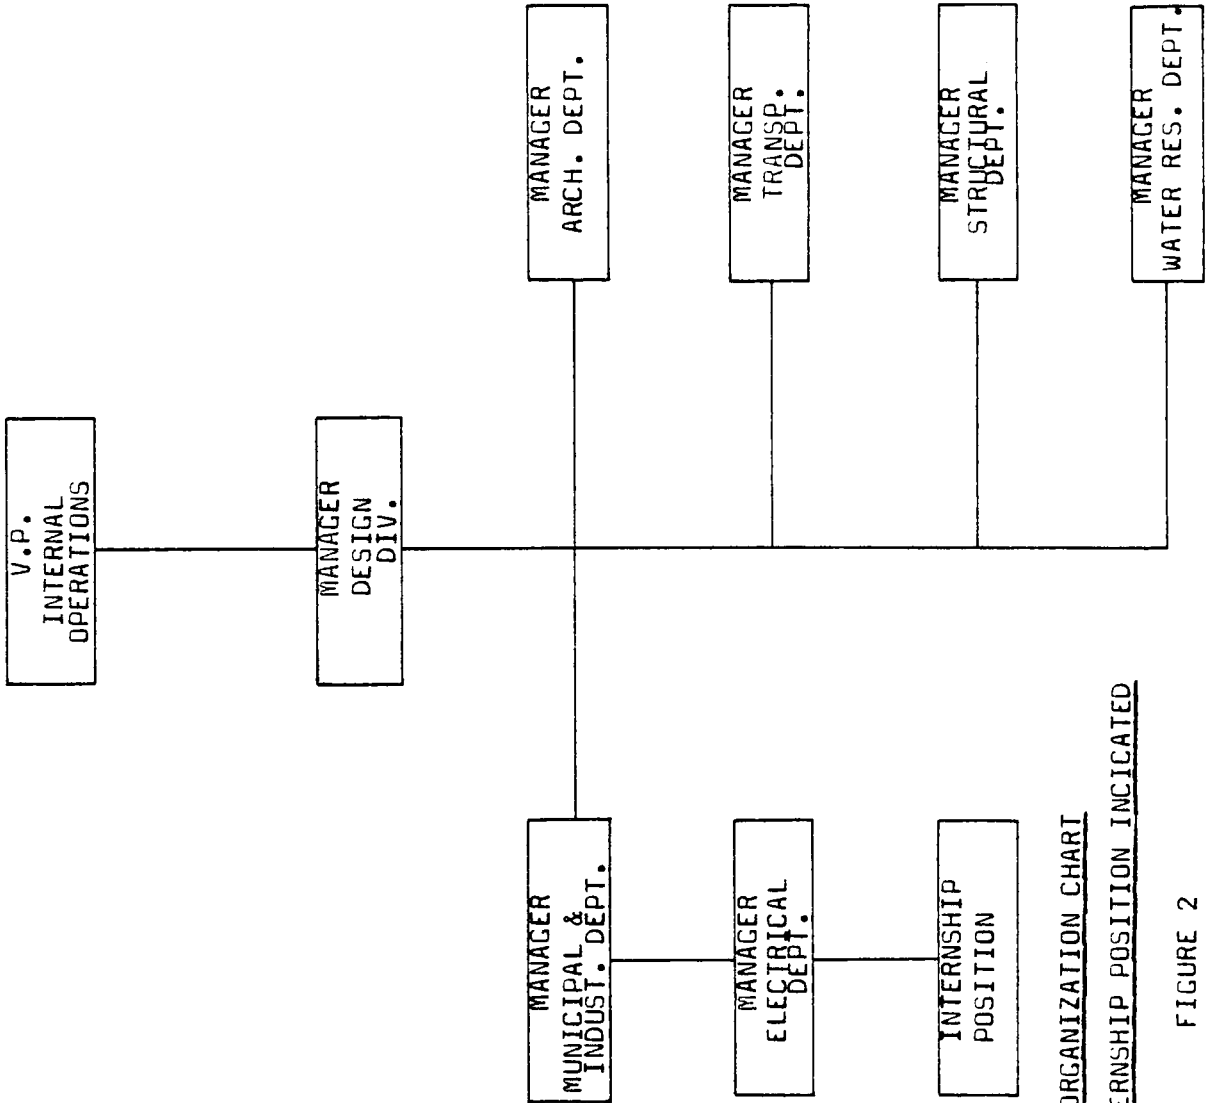 V.P.
INTERNAL
OPERATIONS
MANAGER
DESIGN
DIV.
MANAGER
MUNICIPAL &
INDUST. DEPT.
MANAGER
ARCH. DEPT.
MANAGER
ELECTRICAL
DEPT.
MANAGER
TRANSP.
DEPT.
INTERNSHIP
POSITION
MANAGER
STRUCTURAL
DEPT.
MANAGER
WATER RES. DEPT.
ORGANIZATION CHART
ERNSHIP POSITION INCICATED
FIGURE 2